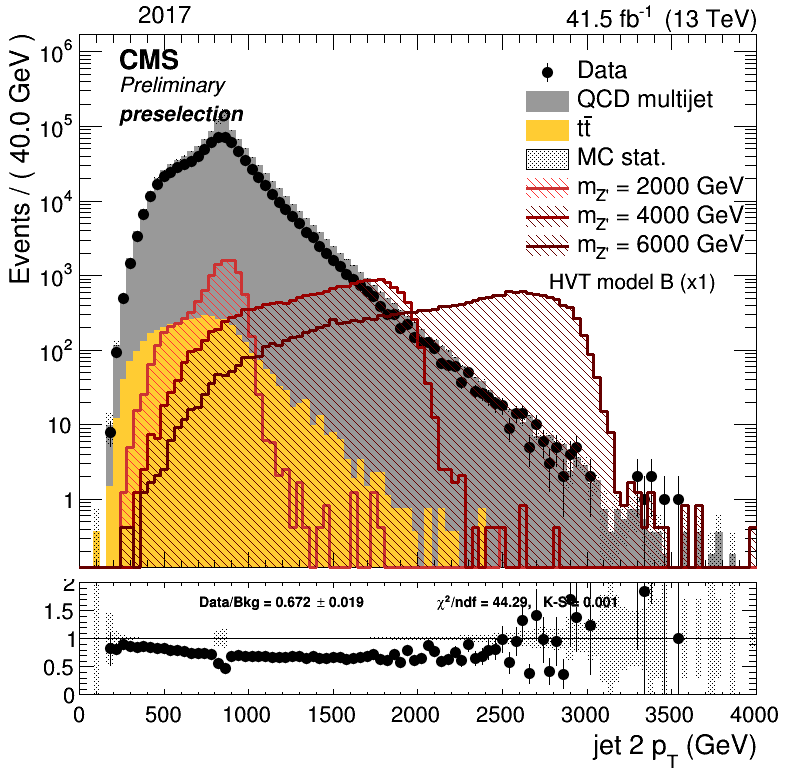 2017
41.5 fb⁻¹ (13 TeV)
CMS
Preliminary
preselection
Data
QCD multijet
tt̄
MC stat.
m_Z' = 2000 GeV
m_Z' = 4000 GeV
m_Z' = 6000 GeV
HVT model B (x1)
Events / ( 40.0 GeV )
10⁶
10⁵
10⁴
10³
10²
10
1
Data/Bkg = 0.672 ± 0.019
χ²/ndf = 44.29, K-S = 0.001
2
1.5
1
0.5
0
0 500 1000 1500 2000 2500 3000 3500 4000
jet 2 p_T (GeV)